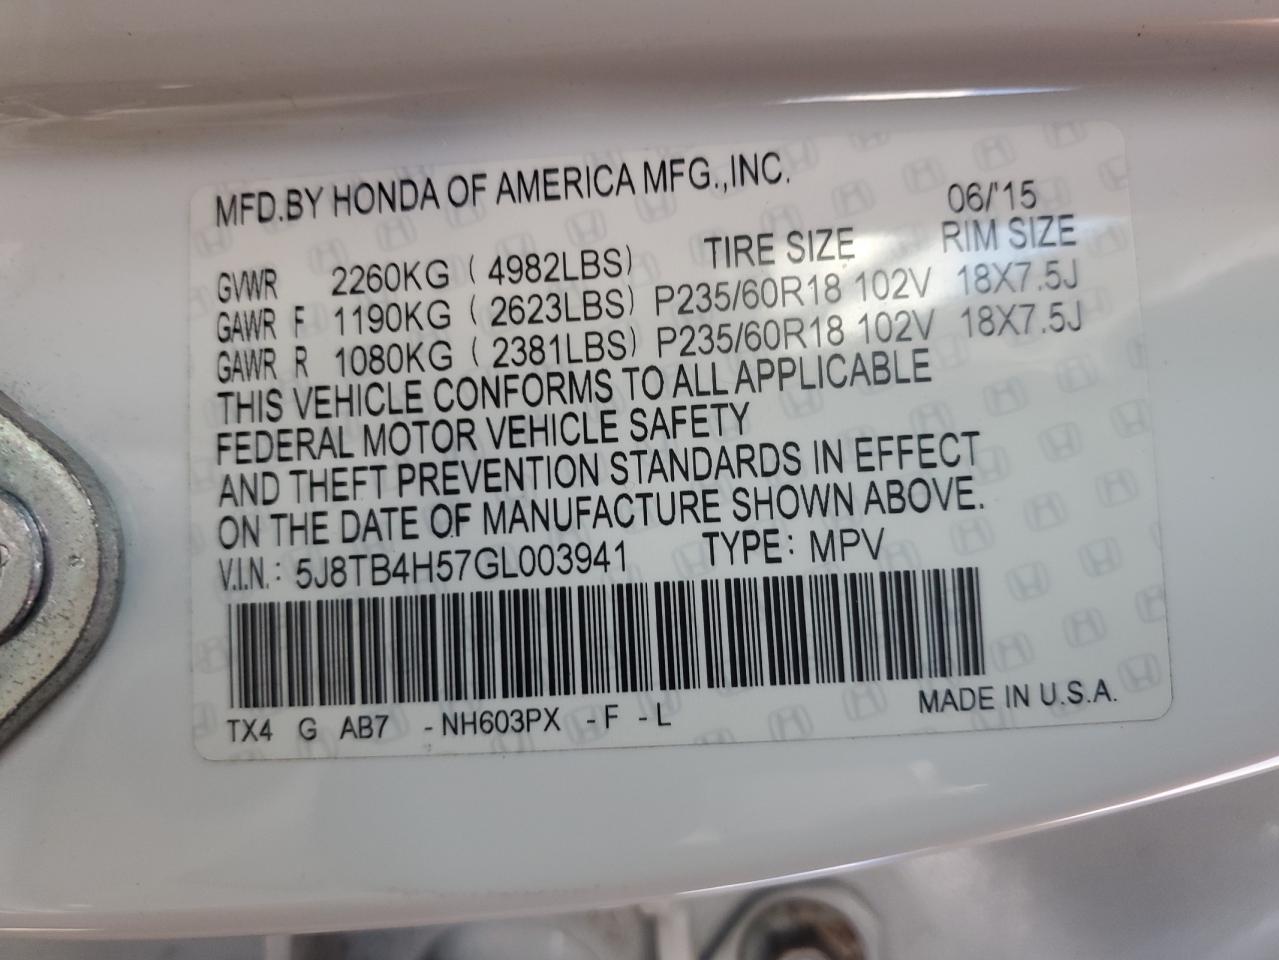 MFD.BY HONDA OF AMERICA MFG.,INC. 06/'15
GVWR 2260KG ( 4982LBS) TIRE SIZE RIM SIZE
GAWR F 1190KG ( 2623LBS) P235/60R18 102V 18X7.5J
GAWR R 1080KG ( 2381LBS) P235/60R18 102V 18X7.5J
THIS VEHICLE CONFORMS TO ALL APPLICABLE
FEDERAL MOTOR VEHICLE SAFETY
AND THEFT PREVENTION STANDARDS IN EFFECT
ON THE DATE OF MANUFACTURE SHOWN ABOVE.
V.I.N.: 5J8TB4H57GL003941 TYPE: MPV
TX4 G AB7 -NH603PX -F -L MADE IN U.S.A.